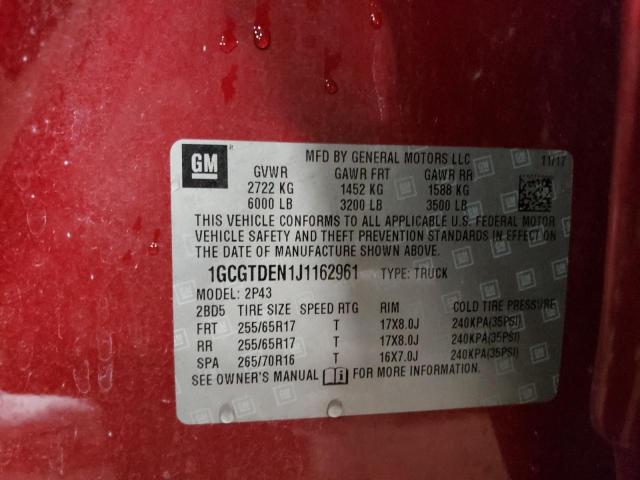 GM
MFD BY GENERAL MOTORS LLC 11/17
GVWR GAWR FRT GAWR RR
2722 KG 1452 KG 1588 KG
6000 LB 3200 LB 3500 LB
THIS VEHICLE CONFORMS TO ALL APPLICABLE U.S. FEDERAL MOTOR
VEHICLE SAFETY AND THEFT PREVENTION STANDARDS IN EFFECT ON THE
DATE OF MANUFACTURE SHOWN ABOVE.
1GCGTDEN1J1162961 TYPE: TRUCK
MODEL: 2P43
2BD5 TIRE SIZE SPEED RTG RIM COLD TIRE PRESSURE
FRT 255/65R17 T 17X8.0J 240KPA(35PSI)
RR 255/65R17 T 17X8.0J 240KPA(35PSI)
SPA 265/70R16 T 16X7.0J 240KPA(35PSI)
SEE OWNER'S MANUAL FOR MORE INFORMATION.